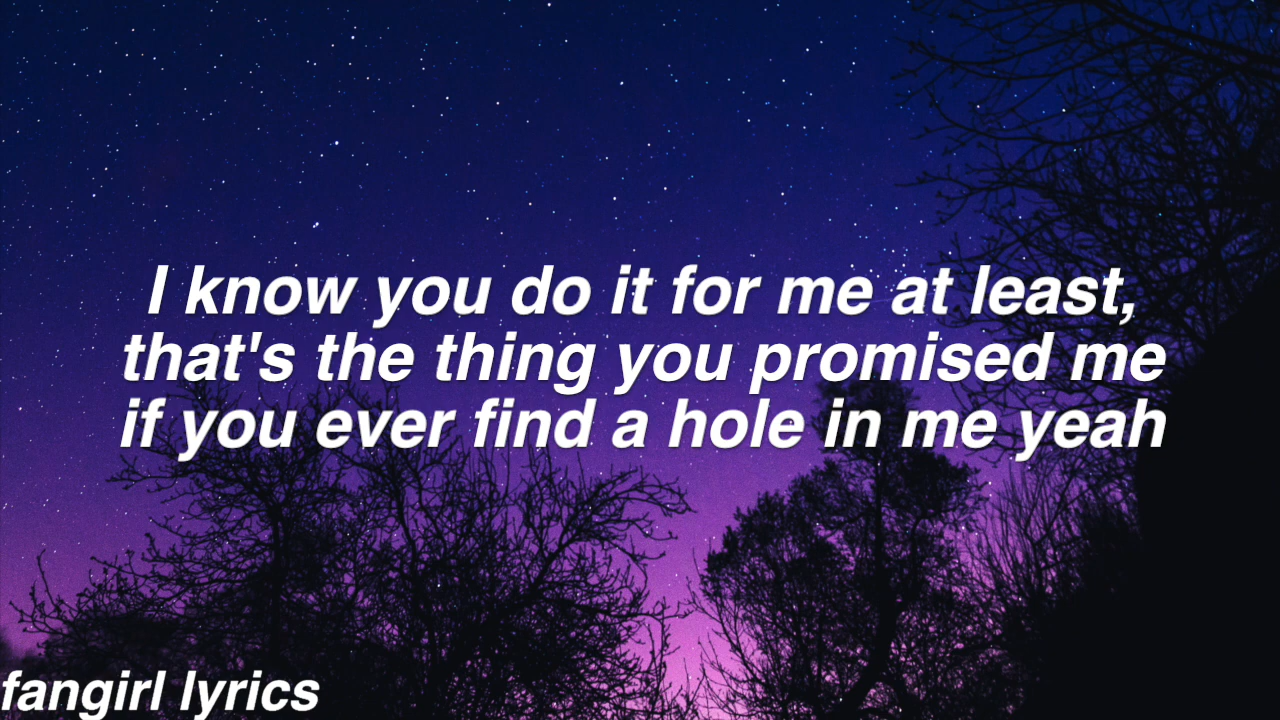 I know you do it for me at least,
that's the thing you promised me
if you ever find a hole in me yeah
fangirl lyrics